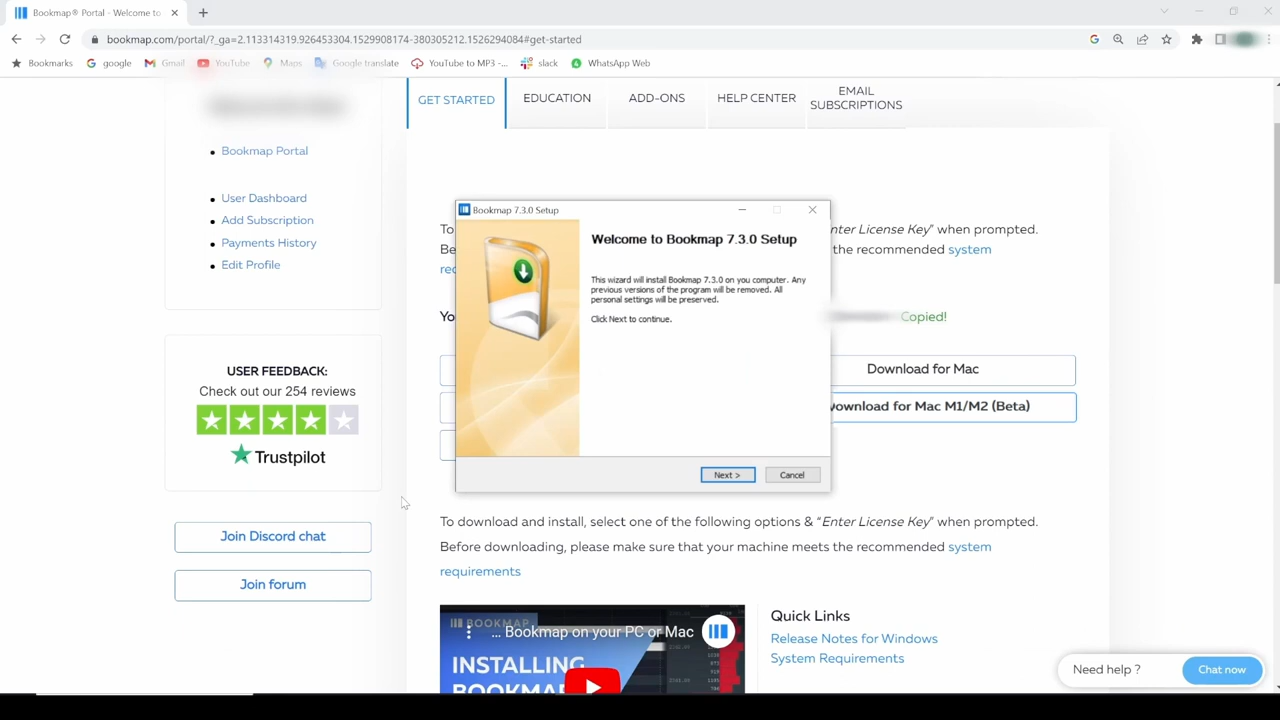 Bookmap® Portal - Welcome to
bookmap.com/portal/?_ga=2.113314319.926453304.1529908174-380305212.1526294084#get-started
Bookmarks
google
Gmail
YouTube
Maps
Google translate
YouTube to MP3 -...
slack
WhatsApp Web
GET STARTED
EDUCATION
ADD-ONS
HELP CENTER
EMAIL
SUBSCRIPTIONS
Bookmap Portal
User Dashboard
Add Subscription
Payments History
Edit Profile
USER FEEDBACK:
Check out our 254 reviews
Trustpilot
Join Discord chat
Join forum
To
nter License Key" when prompted.
Be
the recommended system
rec
Yo
Copied!
Download for Mac
ownload for Mac M1/M2 (Beta)
Bookmap 7.3.0 Setup
Welcome to Bookmap 7.3.0 Setup
This wizard will install Bookmap 7.3.0 on you computer. Any
previous versions of the program will be removed. All
personal settings will be preserved.
Click Next to continue.
Next >
Cancel
To download and install, select one of the following options & “Enter License Key” when prompted.
Before downloading, please make sure that your machine meets the recommended system
requirements
BOOKMAP
... Bookmap on your PC or Mac
INSTALLING
BOOKMAP
Quick Links
Release Notes for Windows
System Requirements
Need help ?
Chat now